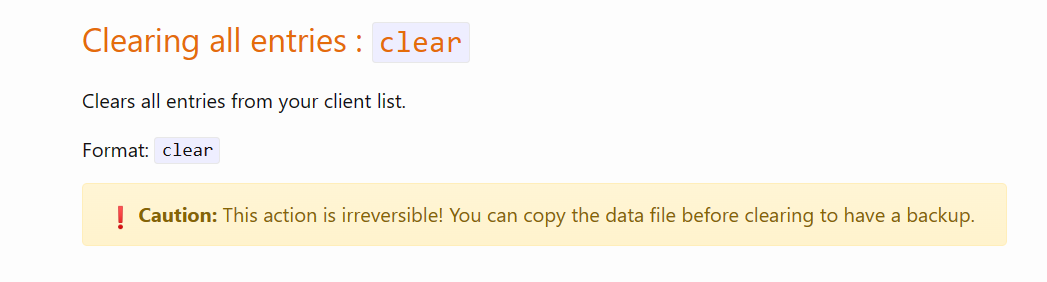 Clearing all entries : clear
Clears all entries from your client list.
Format: clear
❗ Caution: This action is irreversible! You can copy the data file before clearing to have a backup.